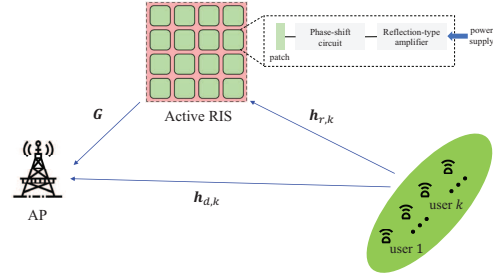 Phase-shift
circuit
Reflection-type
amplifier
power
supply
patch
Active RIS
G
h_{r,k}
h_{d,k}
AP
user k
user 1